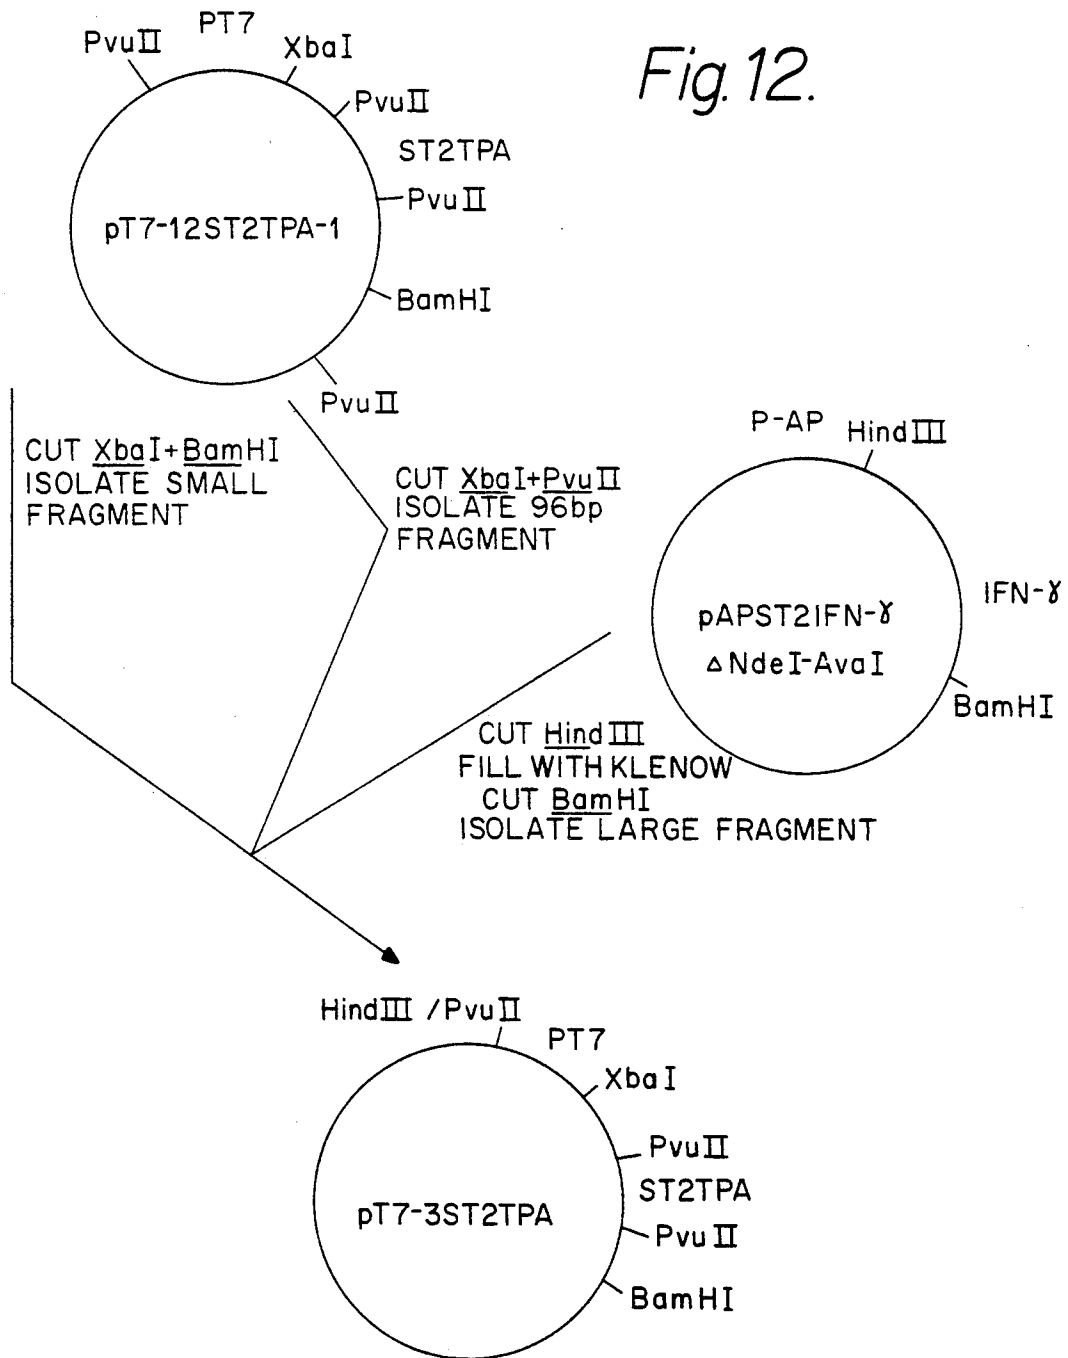 Fig. 12.
PvuII
PT7
XbaI
PvuII
ST2TPA
PvuII
pT7-12ST2TPA-1
BamHI
PvuII
CUT XbaI+BamHI
ISOLATE SMALL
FRAGMENT
CUT XbaI+PvuII
ISOLATE 96bp
FRAGMENT
P-AP
HindIII
IFN-γ
pAPST2IFN-γ
ΔNdeI-AvaI
BamHI
CUT HindIII
FILL WITH KLENOW
CUT BamHI
ISOLATE LARGE FRAGMENT
HindIII /PvuII
PT7
XbaI
PvuII
ST2TPA
pT7-3ST2TPA
PvuII
BamHI